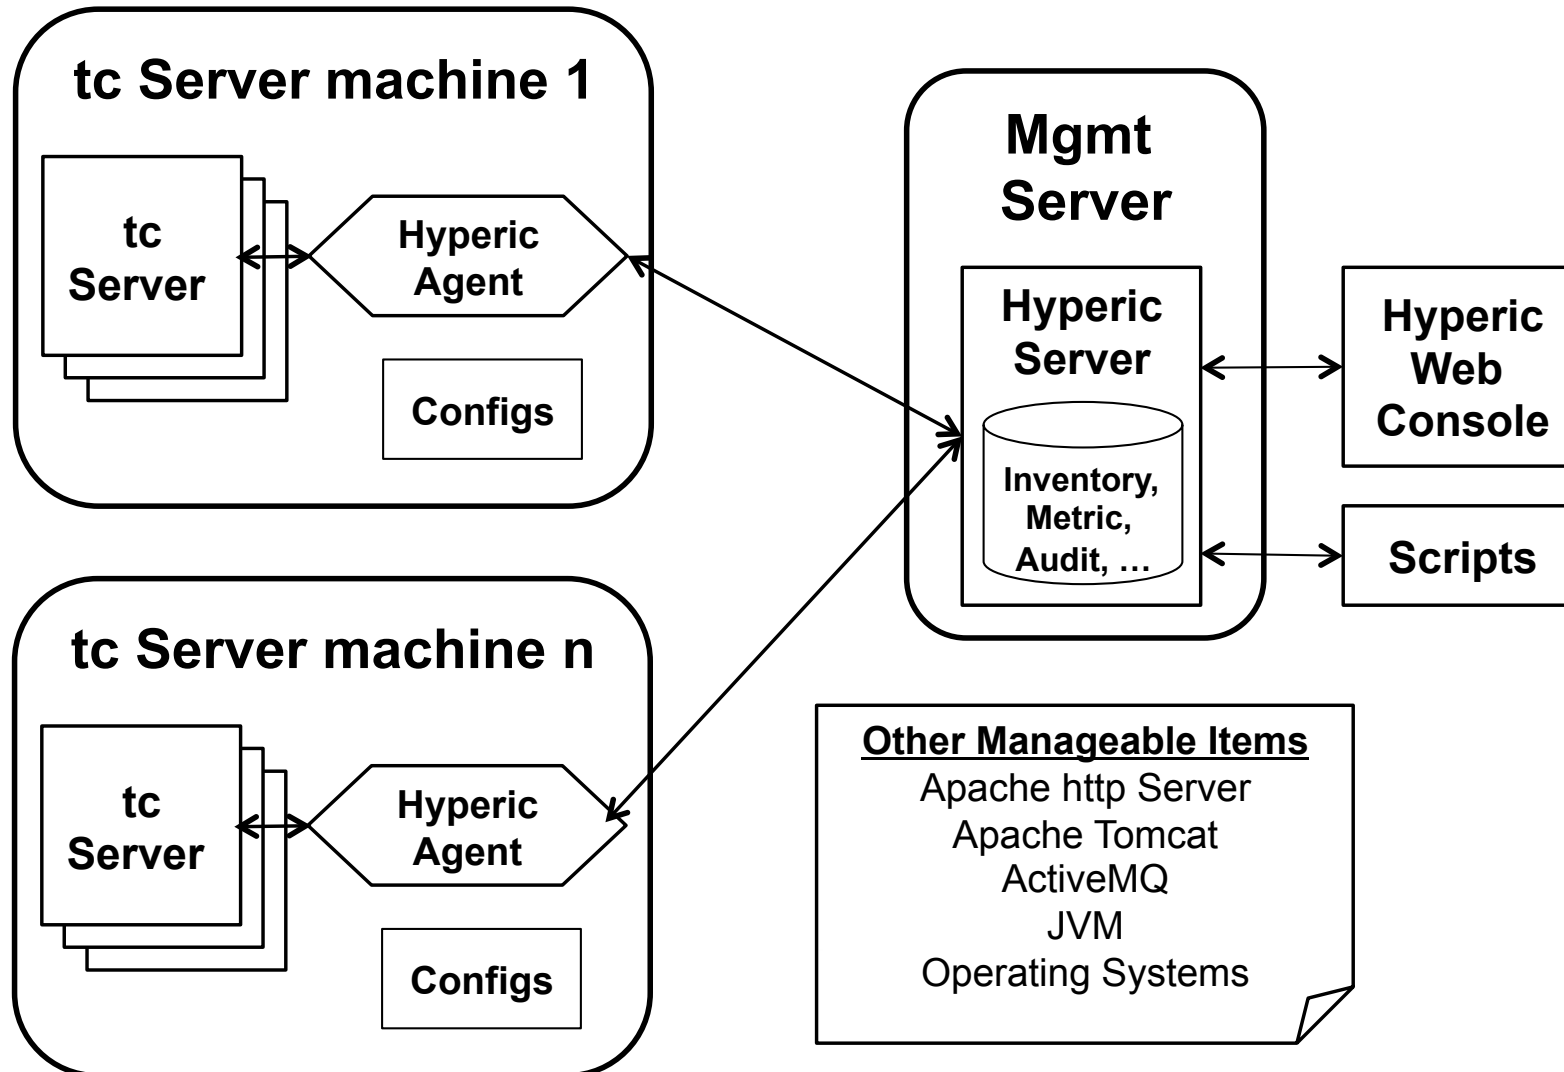 tc Server machine 1
tc
Server
Hyperic
Agent
Configs
tc Server machine n
tc
Server
Hyperic
Agent
Configs
Mgmt
Server
Hyperic
Server
Inventory,
Metric,
Audit, …
Hyperic
Web
Console
Scripts
Other Manageable Items
Apache http Server
Apache Tomcat
ActiveMQ
JVM
Operating Systems